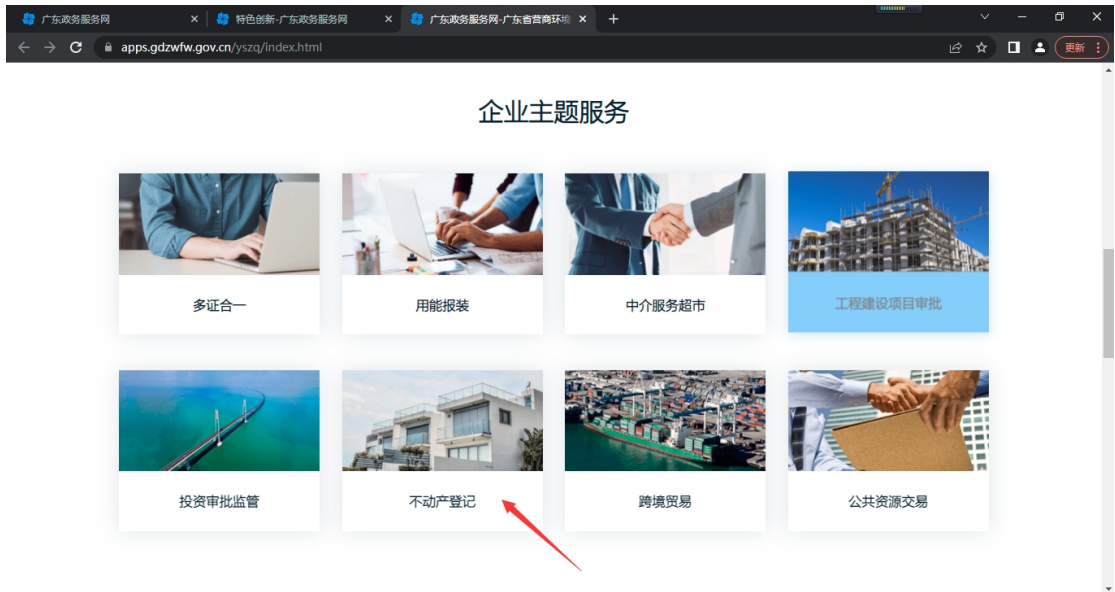 广东政务服务网
特色创新-广东政务服务网
广东政务服务网-广东省营商环境
apps.gdzwfw.gov.cn/yszq/index.html
更新
企业主题服务
多证合一
用能报装
中介服务超市
工程建设项目审批
投资审批监管
不动产登记
跨境贸易
公共资源交易